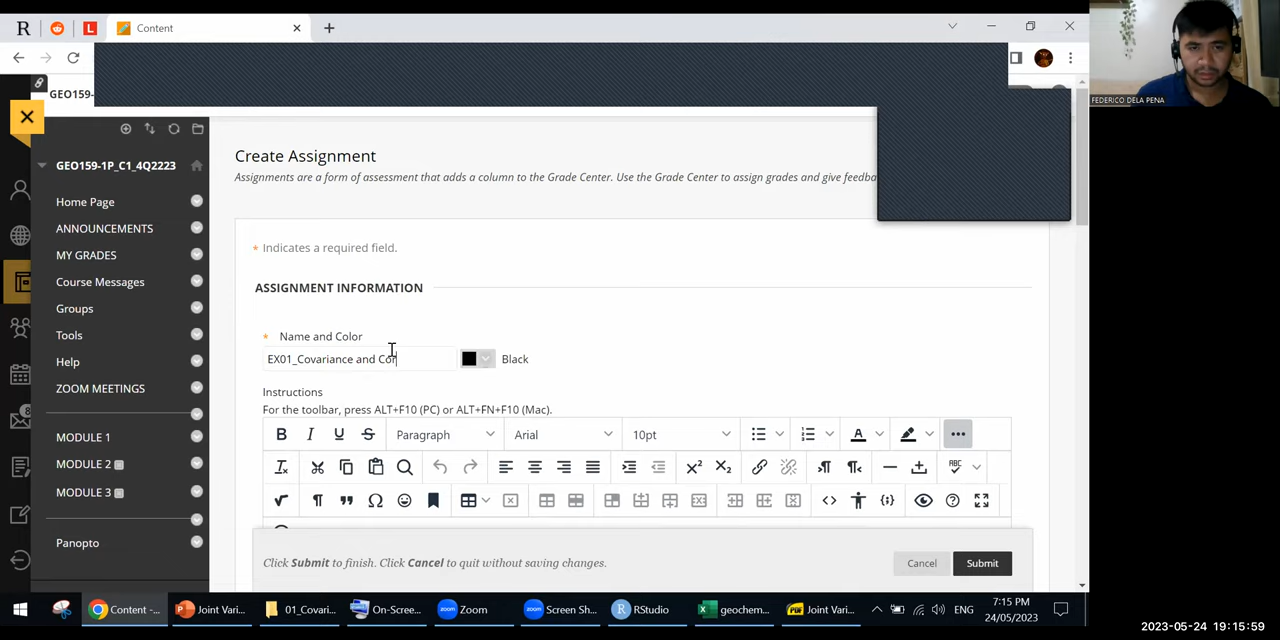 R
L
Content
FEDERICO DELA PENA
GEO159-
GEO159-1P_C1_4Q2223
Home Page
ANNOUNCEMENTS
MY GRADES
Course Messages
Groups
Tools
Help
ZOOM MEETINGS
MODULE 1
MODULE 2
MODULE 3
Panopto
Create Assignment
Assignments are a form of assessment that adds a column to the Grade Center. Use the Grade Center to assign grades and give feedba
* Indicates a required field.
ASSIGNMENT INFORMATION
* Name and Color
EX01_Covariance and Cor
Black
Instructions
For the toolbar, press ALT+F10 (PC) or ALT+FN+F10 (Mac).
B I U S Paragraph Arial 10pt A
ABC
Click Submit to finish. Click Cancel to quit without saving changes.
Cancel Submit
Content -...
Joint Vari...
01_Covari...
On-Scree...
Zoom
Screen Sh...
RStudio
geochem...
Joint Vari...
ENG
7:15 PM
24/05/2023
2023-05-24 19:15:59